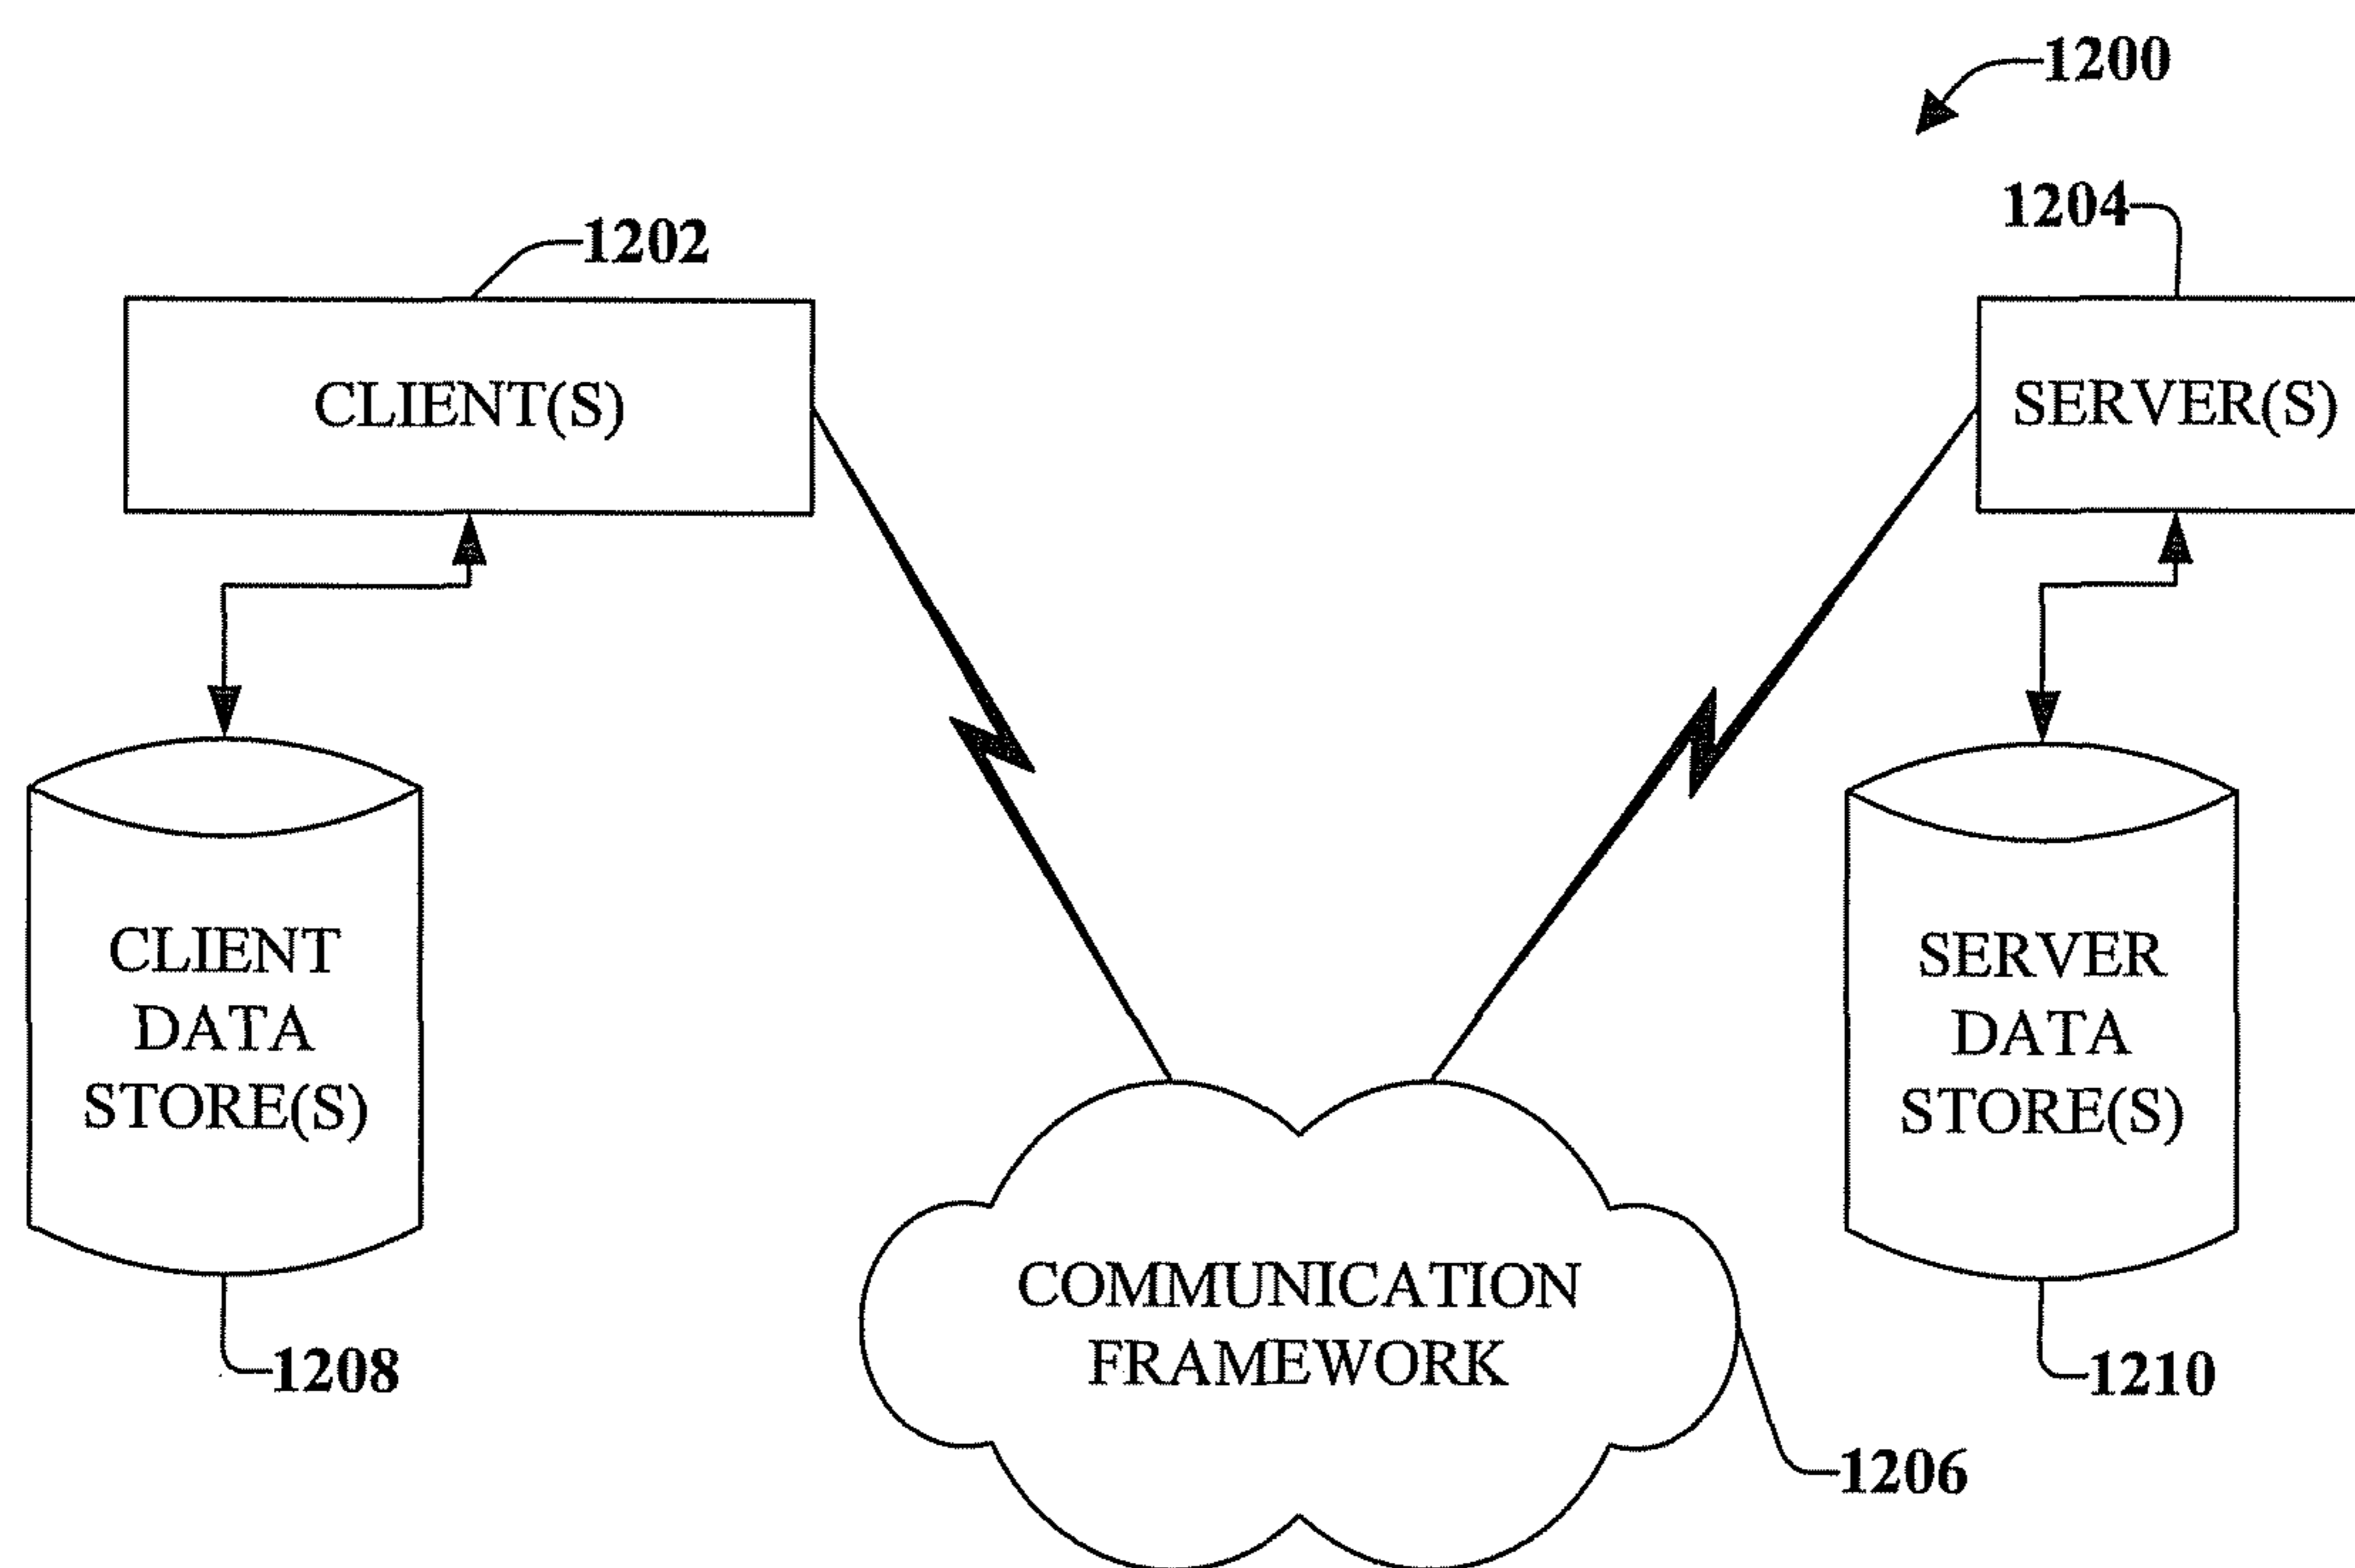 1200
1204
1202
CLIENT(S)
SERVER(S)
CLIENT
DATA
STORE(S)
SERVER
DATA
STORE(S)
COMMUNICATION
FRAMEWORK
1208
1210
1206